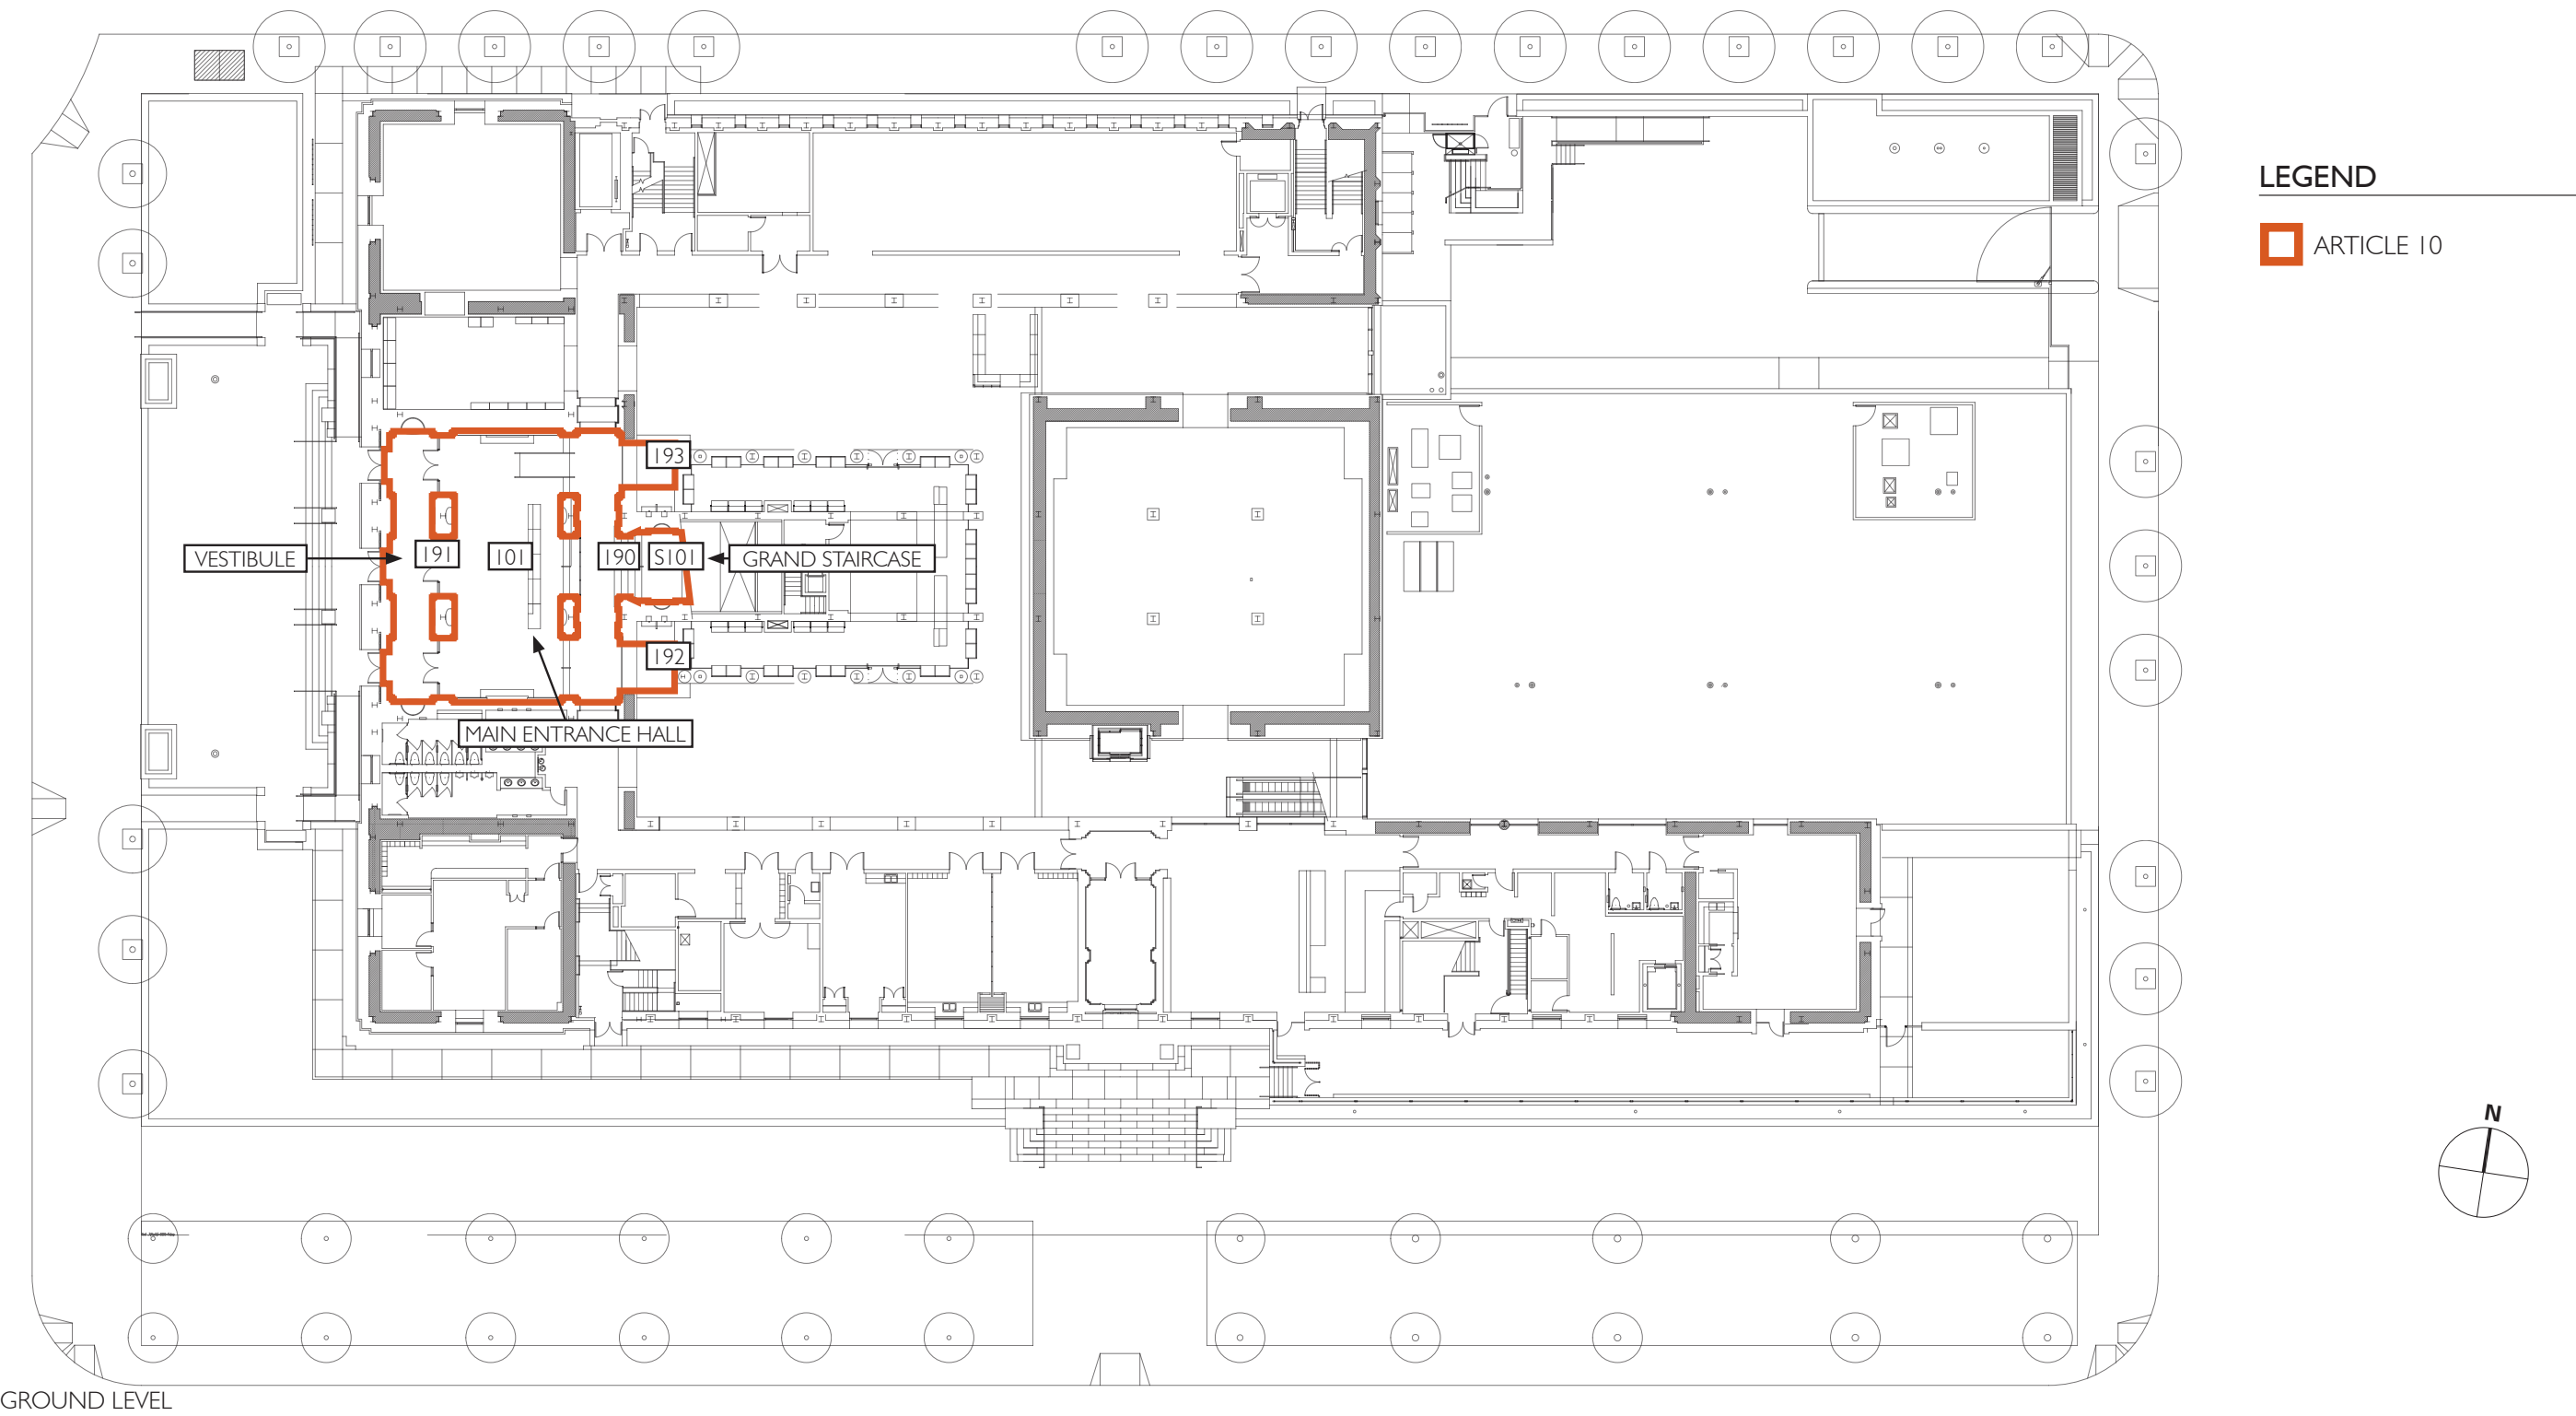 LEGEND
ARTICLE 10
193
VESTIBULE
191
101
190
S101
GRAND STAIRCASE
192
MAIN ENTRANCE HALL
N
GROUND LEVEL